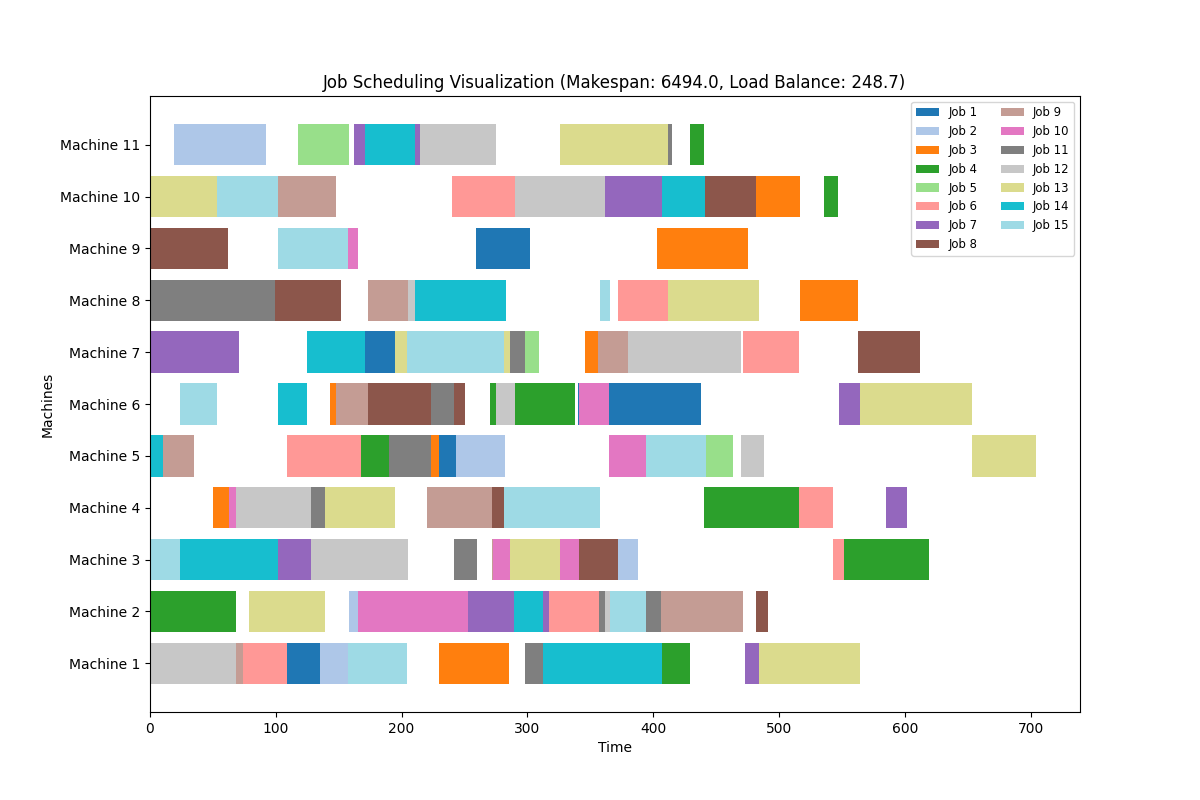 Job Scheduling Visualization (Makespan: 6494.0, Load Balance: 248.7)
Job 1
Job 2
Job 3
Job 4
Job 5
Job 6
Job 7
Job 8
Job 9
Job 10
Job 11
Job 12
Job 13
Job 14
Job 15
Machines
Machine 11
Machine 10
Machine 9
Machine 8
Machine 7
Machine 6
Machine 5
Machine 4
Machine 3
Machine 2
Machine 1
0 100 200 300 400 500 600 700
Time